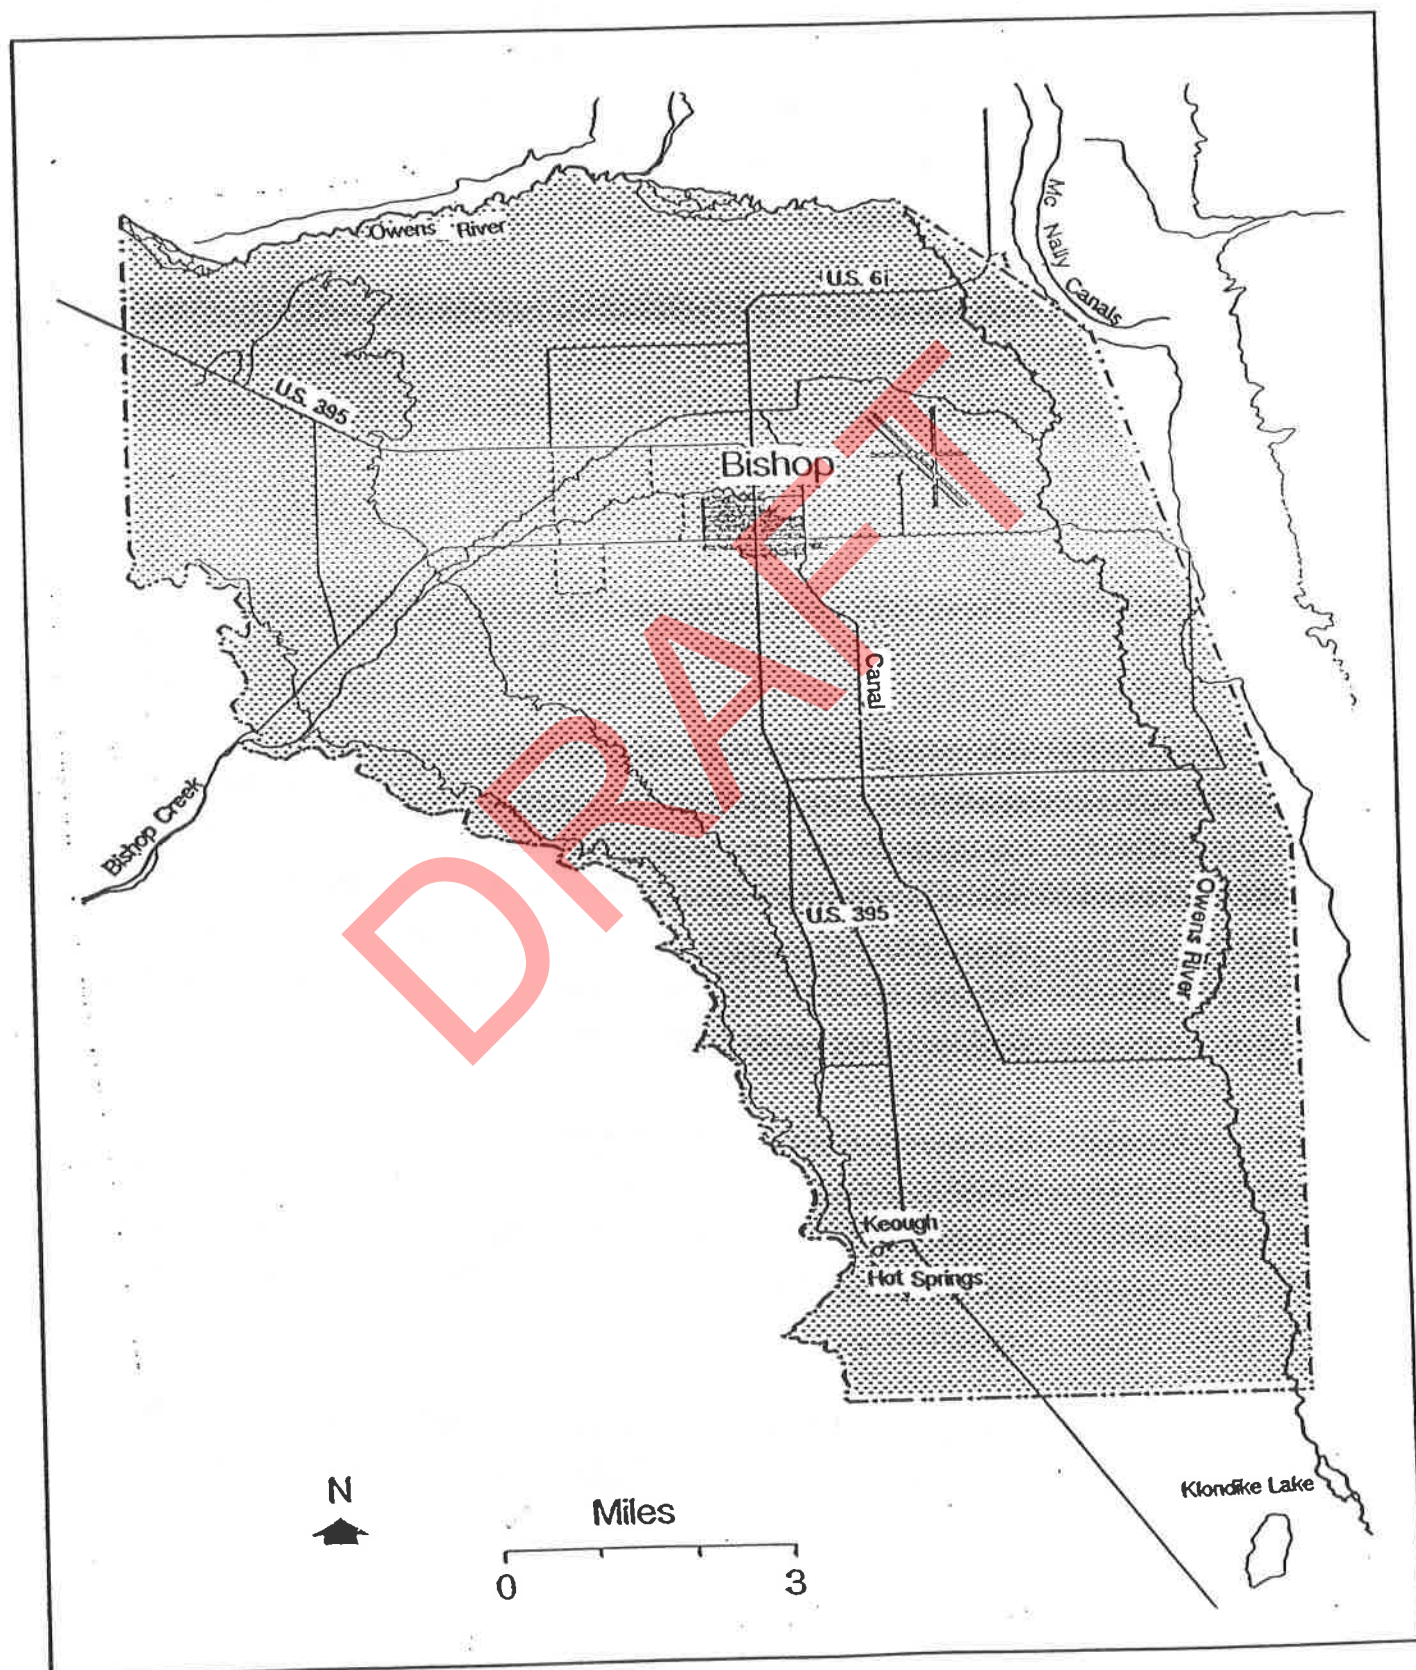 Owens River
Mc Nally Canals
U.S. 6
U.S. 395
Bishop
Canal
Bishop Creek
U.S. 395
Owens River
Keough
Hot Springs
Klondike Lake
N
Miles
0 3
DRAFT